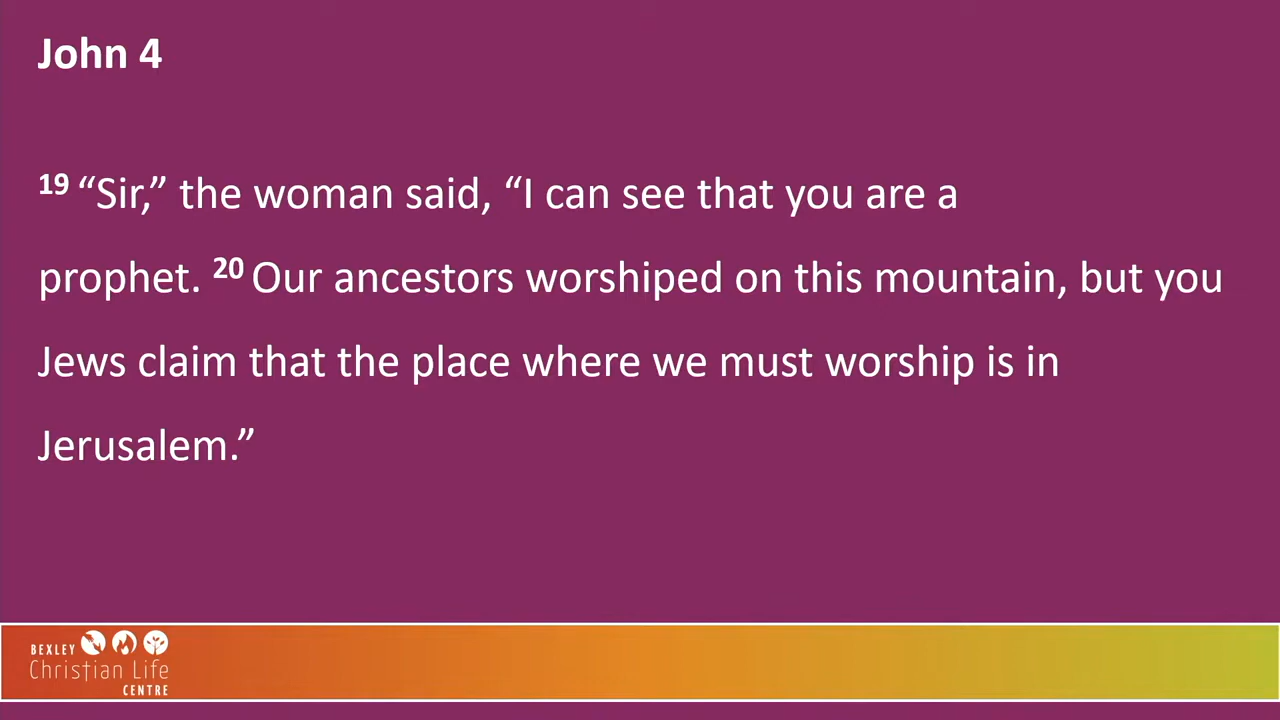 John 4
19 “Sir,” the woman said, “I can see that you are a
prophet. 20 Our ancestors worshiped on this mountain, but you
Jews claim that the place where we must worship is in
Jerusalem.”
BEXLEY
Christian Life
CENTRE